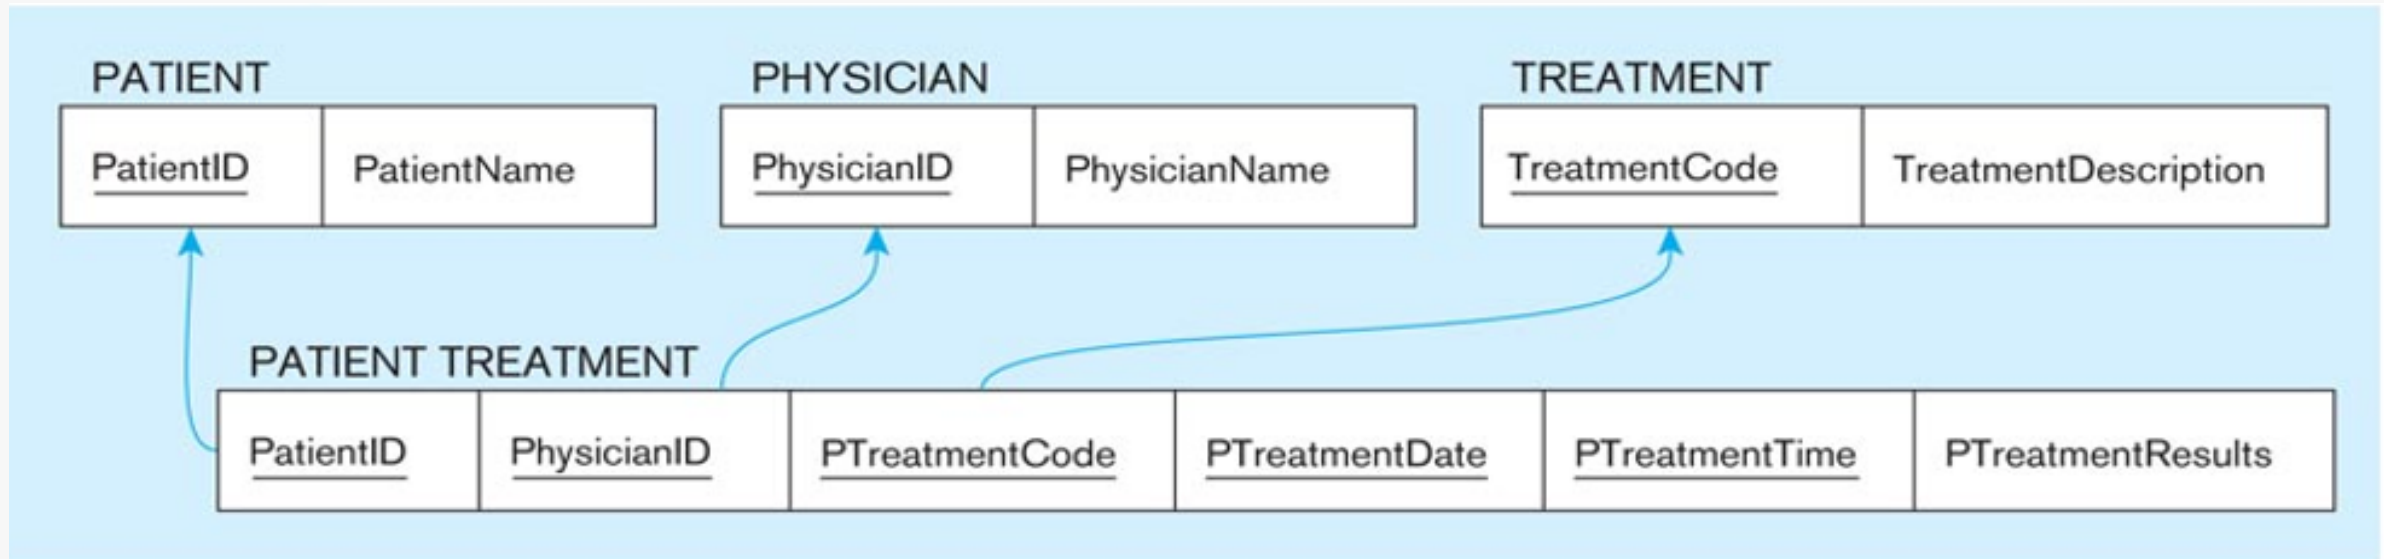 PATIENT PHYSICIAN TREATMENT
PatientID PatientName PhysicianID PhysicianName TreatmentCode TreatmentDescription
PATIENT TREATMENT
PatientID PhysicianID PTreatmentCode PTreatmentDate PTreatmentTime PTreatmentResults